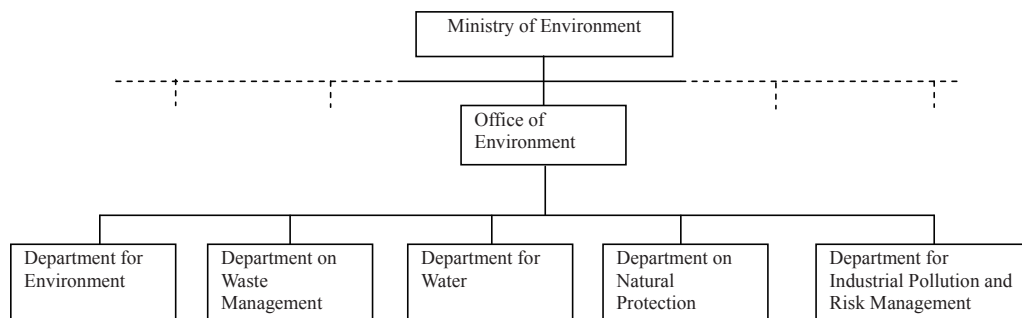 Ministry of Environment
Office of
Environment
Department for
Environment
Department on
Waste
Management
Department for
Water
Department on
Natural
Protection
Department for
Industrial Pollution and
Risk Management